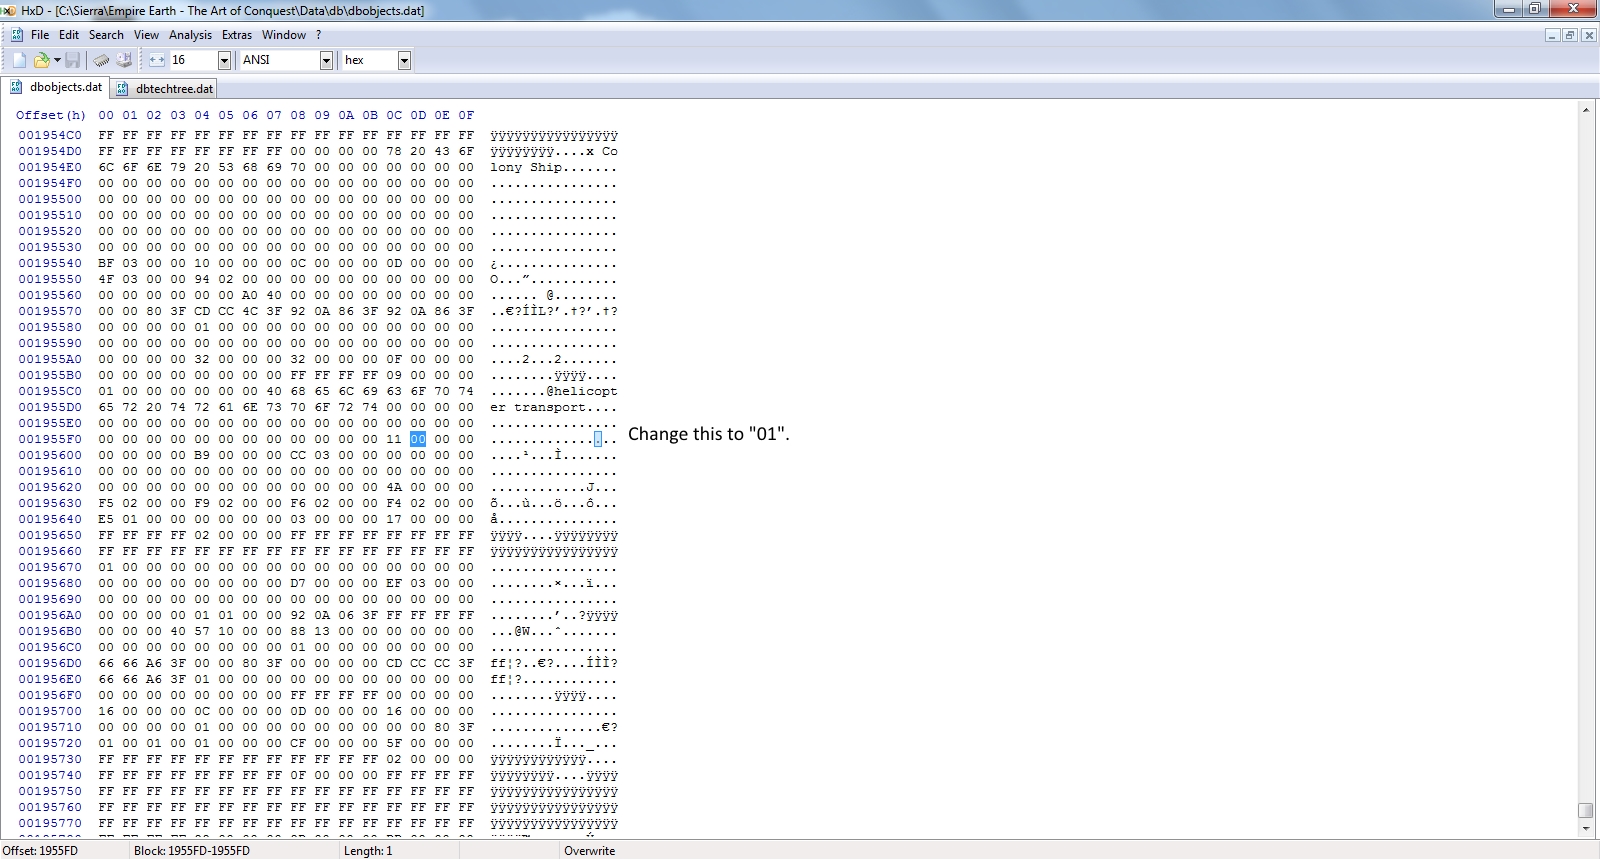 HxD - [C:\Sierra\Empire Earth - The Art of Conquest\Data\db\dbobjects.dat]
File Edit Search View Analysis Extras Window ?
16 ANSI hex
dbobjects.dat dbtechtree.dat
Offset(h) 00 01 02 03 04 05 06 07 08 09 0A 0B 0C 0D 0E 0F
001954C0 FF FF FF FF FF FF FF FF FF FF FF FF FF FF FF FF ÿÿÿÿÿÿÿÿÿÿÿÿÿÿÿÿ
001954D0 FF FF FF FF FF FF FF FF 00 00 00 00 78 20 43 6F ÿÿÿÿÿÿÿÿ....x Co
001954E0 6C 6F 6E 79 20 53 68 69 70 00 00 00 00 00 00 00 lony Ship.......
001954F0 00 00 00 00 00 00 00 00 00 00 00 00 00 00 00 00 ................
00195500 00 00 00 00 00 00 00 00 00 00 00 00 00 00 00 00 ................
00195510 00 00 00 00 00 00 00 00 00 00 00 00 00 00 00 00 ................
00195520 00 00 00 00 00 00 00 00 00 00 00 00 00 00 00 00 ................
00195530 00 00 00 00 00 00 00 00 00 00 00 00 00 00 00 00 ................
00195540 BF 03 00 00 10 00 00 00 0C 00 00 00 0D 00 00 00 ¿...............
00195550 4F 03 00 00 94 02 00 00 00 00 00 00 00 00 00 00 O...”...........
00195560 00 00 00 00 00 00 A0 40 00 00 00 00 00 00 00 00 ...... @........
00195570 00 00 80 3F CD CC 4C 3F 92 0A 86 3F 92 0A 86 3F ..€?ÍÌL?’.†?’.†?
00195580 00 00 00 00 01 00 00 00 00 00 00 00 00 00 00 00 ................
00195590 00 00 00 00 00 00 00 00 00 00 00 00 00 00 00 00 ................
001955A0 00 00 00 00 32 00 00 00 32 00 00 00 0F 00 00 00 ....2...2.......
001955B0 00 00 00 00 00 00 00 00 FF FF FF FF 09 00 00 00 ........ÿÿÿÿ....
001955C0 01 00 00 00 00 00 00 40 68 65 6C 69 63 6F 70 74 .......@helicopt
001955D0 65 72 20 74 72 61 6E 73 70 6F 72 74 00 00 00 00 er transport....
001955E0 00 00 00 00 00 00 00 00 00 00 00 00 00 00 00 00 ................
001955F0 00 00 00 00 00 00 00 00 00 00 00 00 11 00 00 00 ................ Change this to "01".
00195600 00 00 00 00 B9 00 00 00 CC 03 00 00 00 00 00 00 ....¹...Ì.......
00195610 00 00 00 00 00 00 00 00 00 00 00 00 00 00 00 00 ................
00195620 00 00 00 00 00 00 00 00 00 00 00 00 4A 00 00 00 ............J...
00195630 F5 02 00 00 F9 02 00 00 F6 02 00 00 F4 02 00 00 õ...ù...ö...ô...
00195640 E5 01 00 00 00 00 00 00 03 00 00 00 17 00 00 00 å...............
00195650 FF FF FF FF 02 00 00 00 FF FF FF FF FF FF FF FF ÿÿÿÿ....ÿÿÿÿÿÿÿÿ
00195660 FF FF FF FF FF FF FF FF FF FF FF FF FF FF FF FF ÿÿÿÿÿÿÿÿÿÿÿÿÿÿÿÿ
00195670 01 00 00 00 00 00 00 00 00 00 00 00 00 00 00 00 ................
00195680 00 00 00 00 00 00 00 00 D7 00 00 00 EF 03 00 00 ........×...ï...
00195690 00 00 00 00 00 00 00 00 00 00 00 00 00 00 00 00 ................
001956A0 00 00 00 00 01 01 00 00 92 0A 06 3F FF FF FF FF ........’..?ÿÿÿÿ
001956B0 00 00 00 40 57 10 00 00 88 13 00 00 00 00 00 00 ...@W...ˆ.......
001956C0 00 00 00 00 00 00 00 00 01 00 00 00 00 00 00 00 ................
001956D0 66 66 A6 3F 00 00 80 3F 00 00 00 00 CD CC CC 3F ff¦?..€?....ÍÌÌ?
001956E0 66 66 A6 3F 01 00 00 00 00 00 00 00 00 00 00 00 ff¦?............
001956F0 00 00 00 00 00 00 00 00 FF FF FF FF 00 00 00 00 ........ÿÿÿÿ....
00195700 16 00 00 00 0C 00 00 00 0D 00 00 00 16 00 00 00 ................
00195710 00 00 00 00 01 00 00 00 00 00 00 00 00 00 80 3F ..............€?
00195720 01 00 01 00 01 00 00 00 CF 00 00 00 5F 00 00 00 ........Ï..._...
00195730 FF FF FF FF FF FF FF FF FF FF FF FF 02 00 00 00 ÿÿÿÿÿÿÿÿÿÿÿÿ....
00195740 FF FF FF FF FF FF FF FF 0F 00 00 00 FF FF FF FF ÿÿÿÿÿÿÿÿ....ÿÿÿÿ
00195750 FF FF FF FF FF FF FF FF FF FF FF FF FF FF FF FF ÿÿÿÿÿÿÿÿÿÿÿÿÿÿÿÿ
00195760 FF FF FF FF FF FF FF FF FF FF FF FF FF FF FF FF ÿÿÿÿÿÿÿÿÿÿÿÿÿÿÿÿ
00195770 FF FF FF FF FF FF FF FF FF FF FF FF FF FF FF FF ÿÿÿÿÿÿÿÿÿÿÿÿÿÿÿÿ
Offset: 1955FD Block: 1955FD-1955FD Length: 1 Overwrite